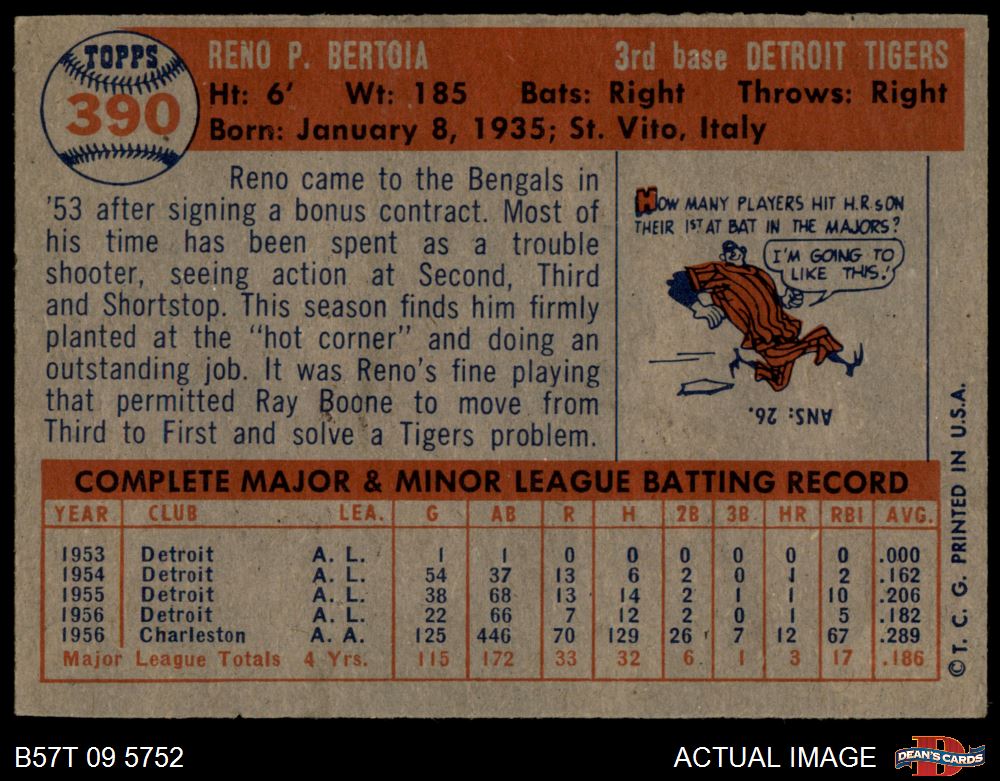 TOPPS
390
RENO P. BERTOIA 3rd base DETROIT TIGERS
Ht: 6' Wt: 185 Bats: Right Throws: Right
Born: January 8, 1935; St. Vito, Italy
Reno came to the Bengals in
'53 after signing a bonus contract. Most of
his time has been spent as a trouble
shooter, seeing action at Second, Third
and Shortstop. This season finds him firmly
planted at the "hot corner" and doing an
outstanding job. It was Reno's fine playing
that permitted Ray Boone to move from
Third to First and solve a Tigers problem.
HOW MANY PLAYERS HIT H.R.s ON
THEIR 1ST AT BAT IN THE MAJORS?
I'M GOING TO
LIKE THIS!
ANS: 26.
COMPLETE MAJOR & MINOR LEAGUE BATTING RECORD
YEAR CLUB LEA. G AB R H 2B 3B HR RBI AVG.
1953 Detroit A. L. 1 1 0 0 0 0 0 0 .000
1954 Detroit A. L. 54 37 13 6 2 0 1 2 .162
1955 Detroit A. L. 38 68 13 14 2 1 1 10 .206
1956 Detroit A. L. 22 66 7 12 2 0 1 5 .182
1956 Charleston A. A. 125 446 70 129 26 7 12 67 .289
Major League Totals 4 Yrs. 115 172 33 32 6 1 3 17 .186
© T. C. G. PRINTED IN U.S.A.
B57T 09 5752
ACTUAL IMAGE
DEAN'S CARDS